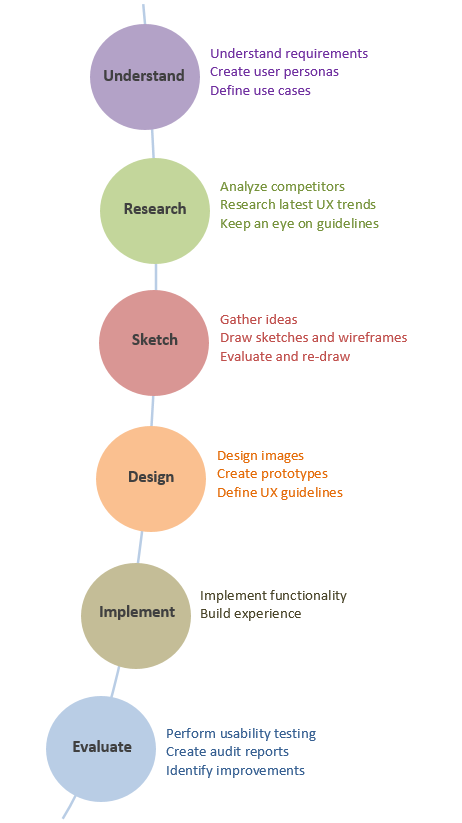 Understand
Understand requirements
Create user personas
Define use cases
Research
Analyze competitors
Research latest UX trends
Keep an eye on guidelines
Sketch
Gather ideas
Draw sketches and wireframes
Evaluate and re-draw
Design
Design images
Create prototypes
Define UX guidelines
Implement
Implement functionality
Build experience
Evaluate
Perform usability testing
Create audit reports
Identify improvements